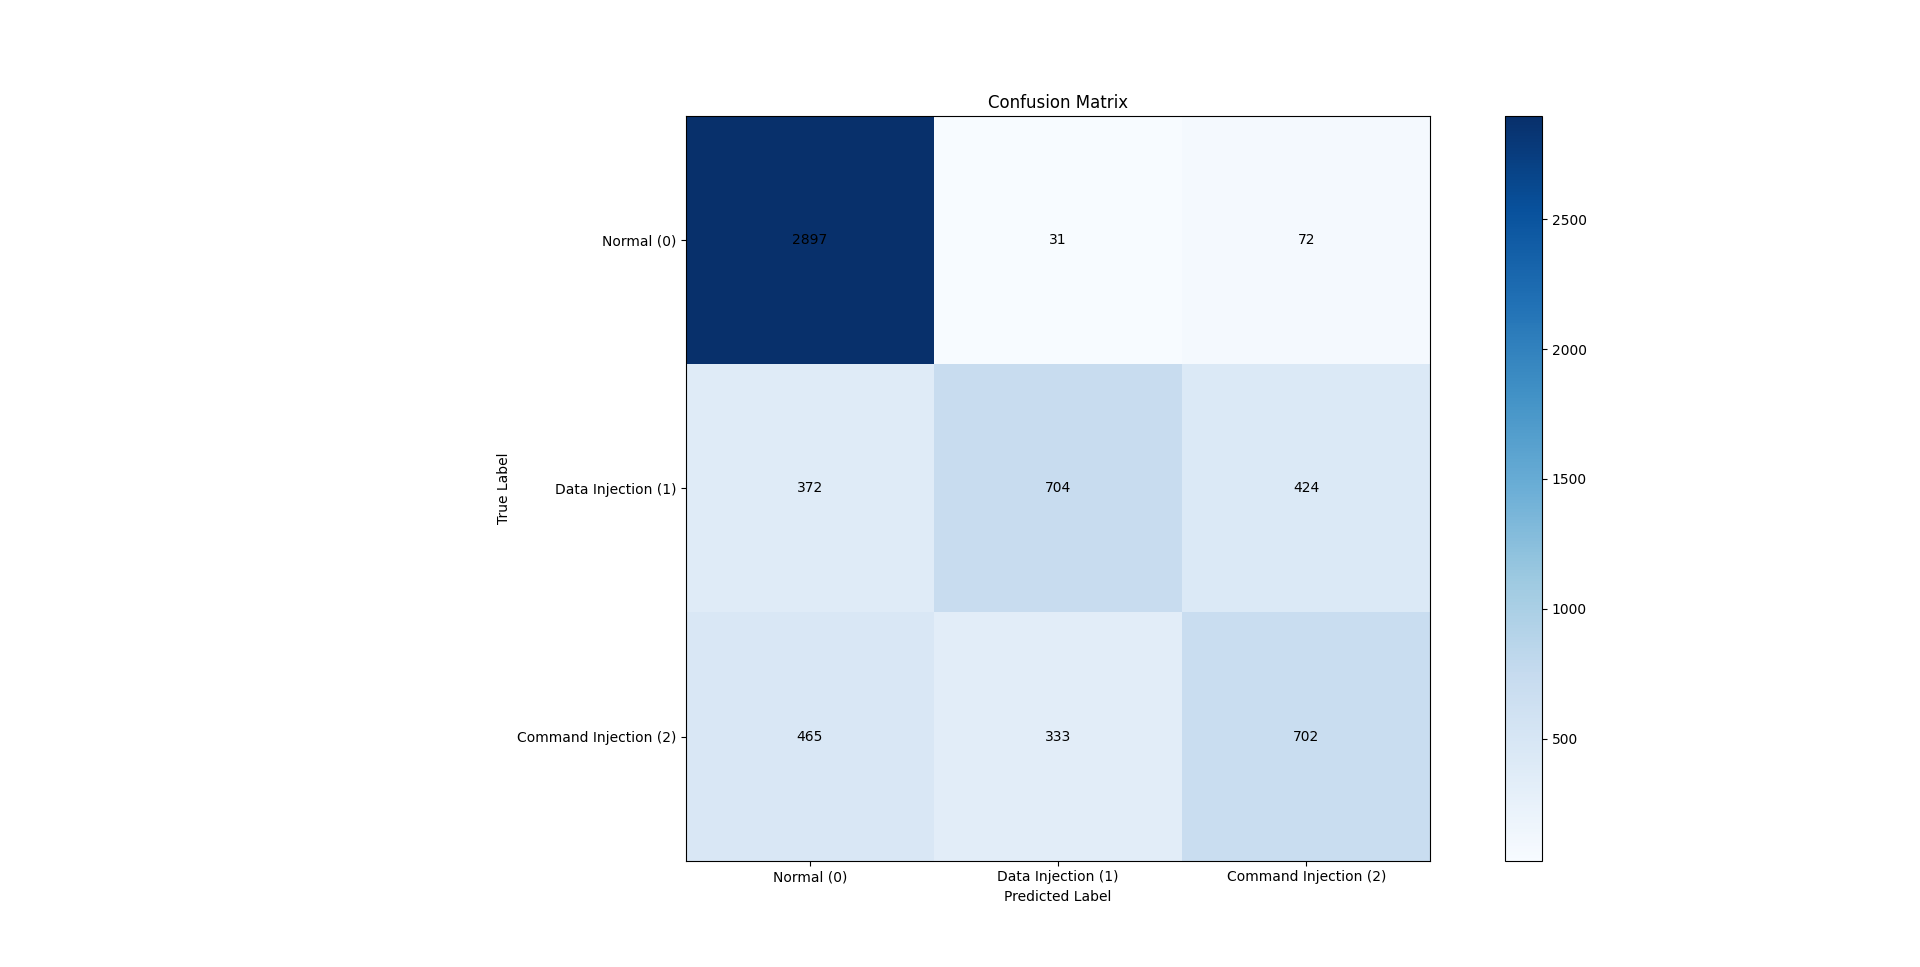 Confusion Matrix
Normal (0)
2897
31
72
Data Injection (1)
372
704
424
Command Injection (2)
465
333
702
True Label
Normal (0)
Data Injection (1)
Command Injection (2)
Predicted Label
2500
2000
1500
1000
500